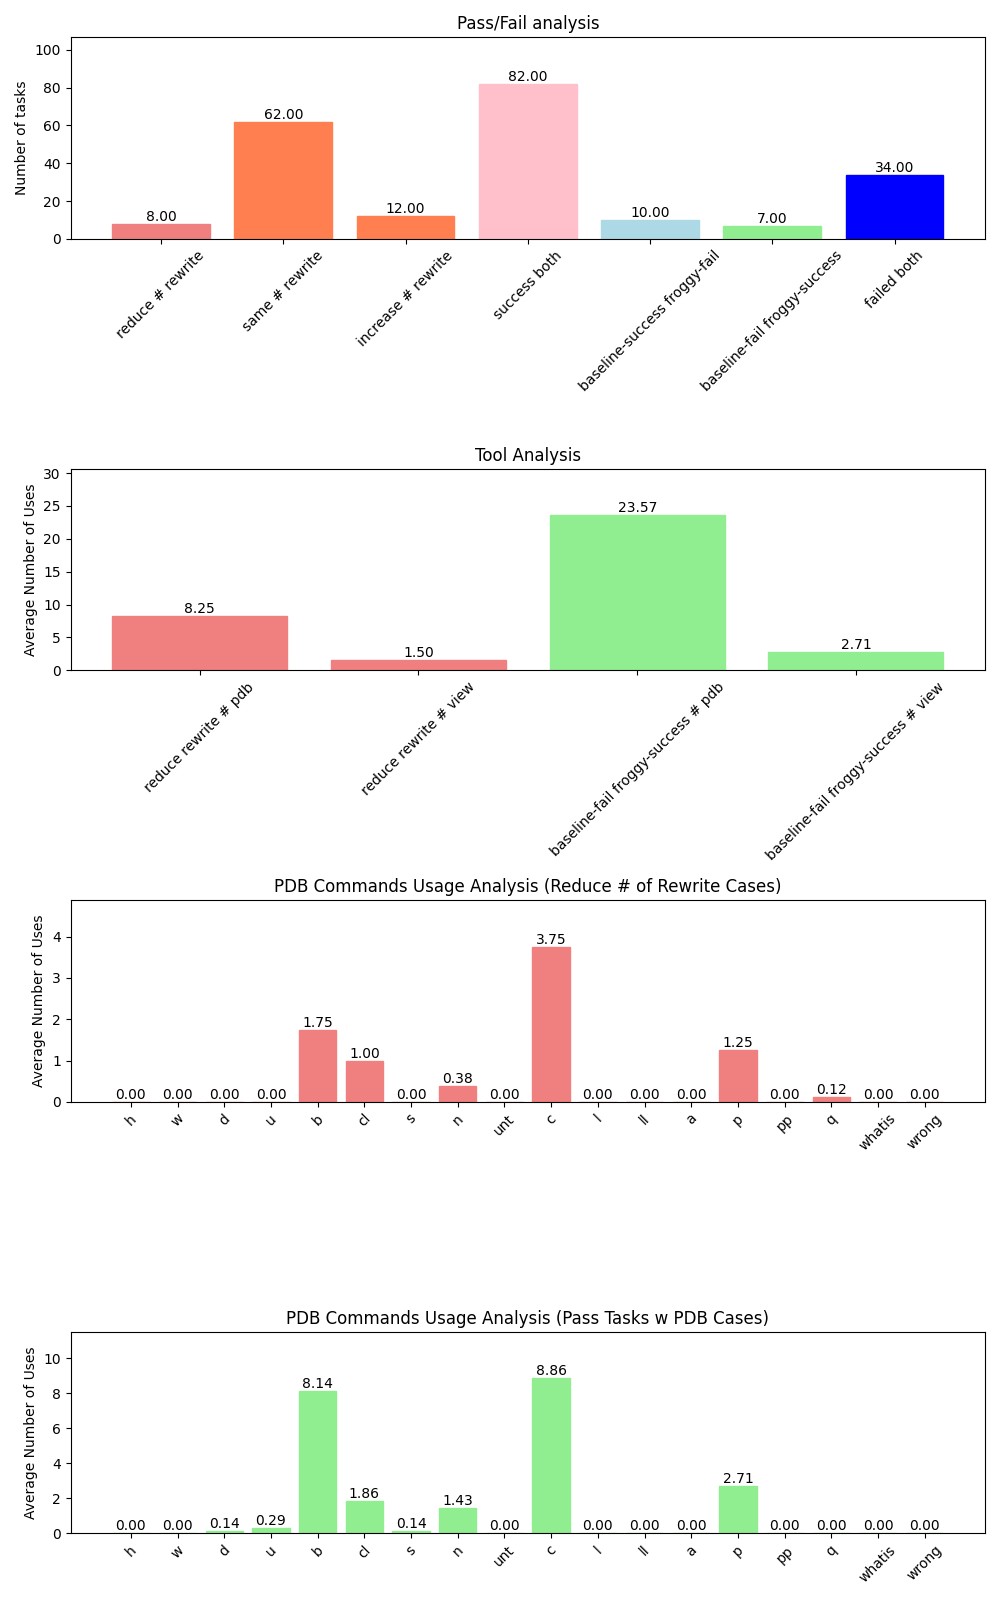 Pass/Fail analysis
Number of tasks
100
80
60
40
20
0
8.00
62.00
12.00
82.00
10.00
7.00
34.00
reduce # rewrite
same # rewrite
increase # rewrite
success both
baseline-success froggy-fail
baseline-fail froggy-success
failed both
Tool Analysis
Average Number of Uses
30
25
20
15
10
5
0
8.25
1.50
23.57
2.71
reduce rewrite # pdb
reduce rewrite # view
baseline-fail froggy-success # pdb
baseline-fail froggy-success # view
PDB Commands Usage Analysis (Reduce # of Rewrite Cases)
Average Number of Uses
4
3
2
1
0
0.00 0.00 0.00 0.00 1.75 1.00 0.00 0.38 0.00 3.75 0.00 0.00 0.00 1.25 0.00 0.12 0.00 0.00
h w d u b cl s n unt c l ll a p pp q whatis wrong
PDB Commands Usage Analysis (Pass Tasks w PDB Cases)
Average Number of Uses
10
8
6
4
2
0
0.00 0.00 0.14 0.29 8.14 1.86 0.14 1.43 0.00 8.86 0.00 0.00 0.00 2.71 0.00 0.00 0.00 0.00
h w d u b cl s n unt c l ll a p pp q whatis wrong